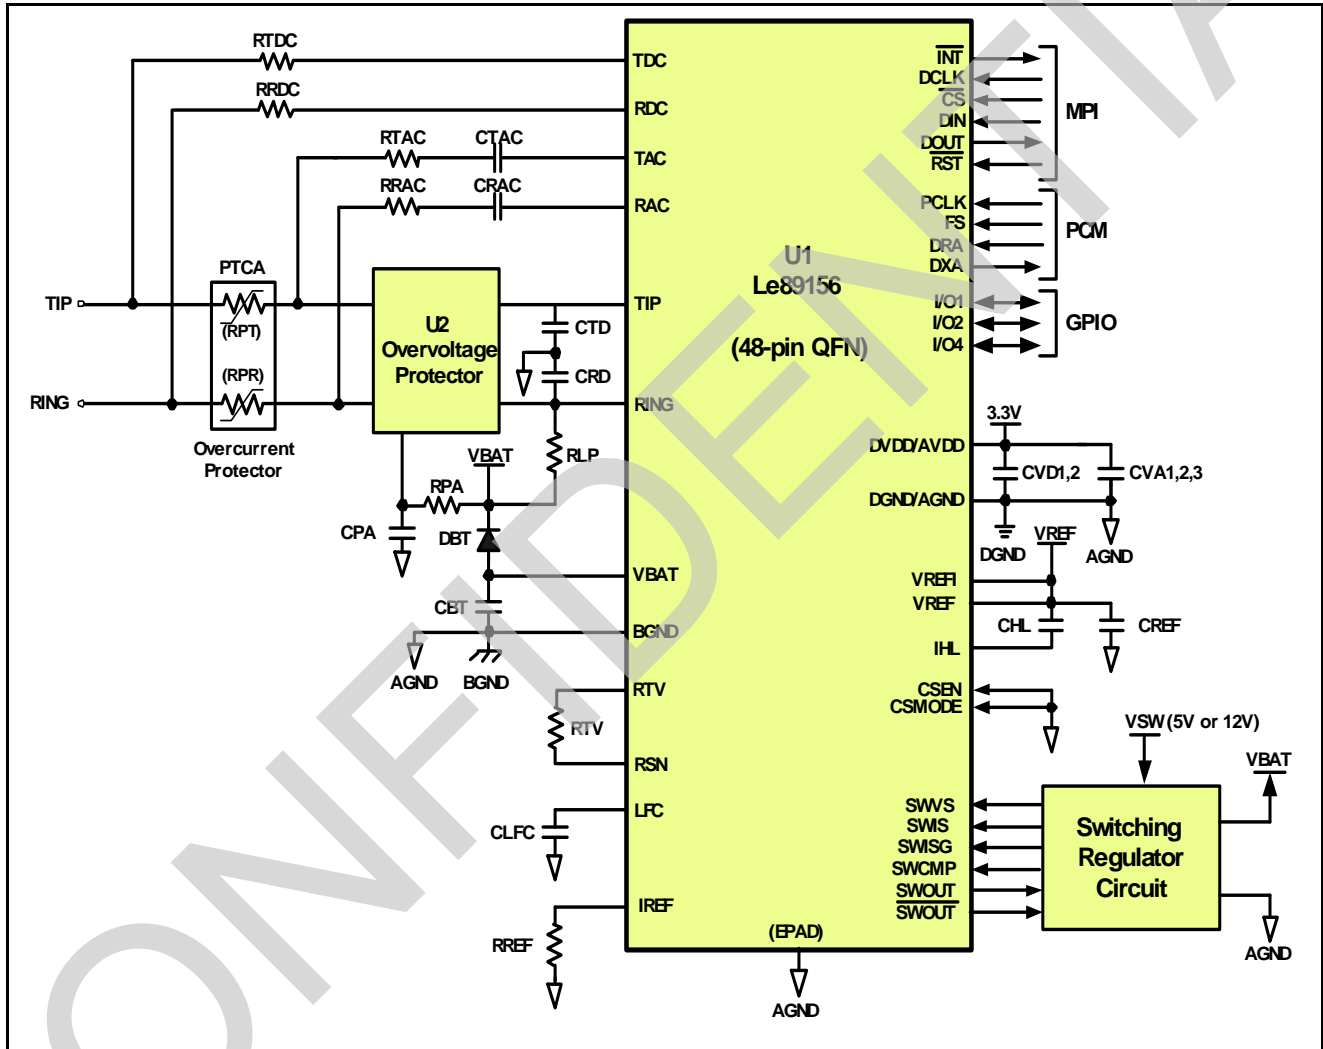 RTDC
TDC
RRDC
RDC
RTAC
CTAC
TAC
RRAC
CRAC
RAC
PTCA
TIP
(RPT)
(RPR)
RING
Overcurrent
Protector
U2
Overvoltage
Protector
TIP
CTD
CRD
RING
VBAT
RLP
RPA
CPA
DBT
VBAT
CBT
BGND
AGND
BGND
RTV
RTV
RSN
LFC
CLFC
IREF
RREF
U1
Le89156
(48-pin QFN)
(EPAD)
AGND
INT
DCLK
CS
DIN
DOUT
RST
MPI
PCLK
FS
DRA
DXA
PCM
I/O1
I/O2
I/O4
GPIO
3.3V
DVDD/AVDD
CVD1,2
CVA1,2,3
DGND/AGND
DGND
AGND
VREF
VREFI
VREF
CHL
CREF
IHL
CSEN
CSMODE
VSW (5V or 12V)
VBAT
SWVS
SWIS
SWISG
SWCMP
SWOUT
SWOUT
Switching
Regulator
Circuit
AGND
ONFIDENTIA